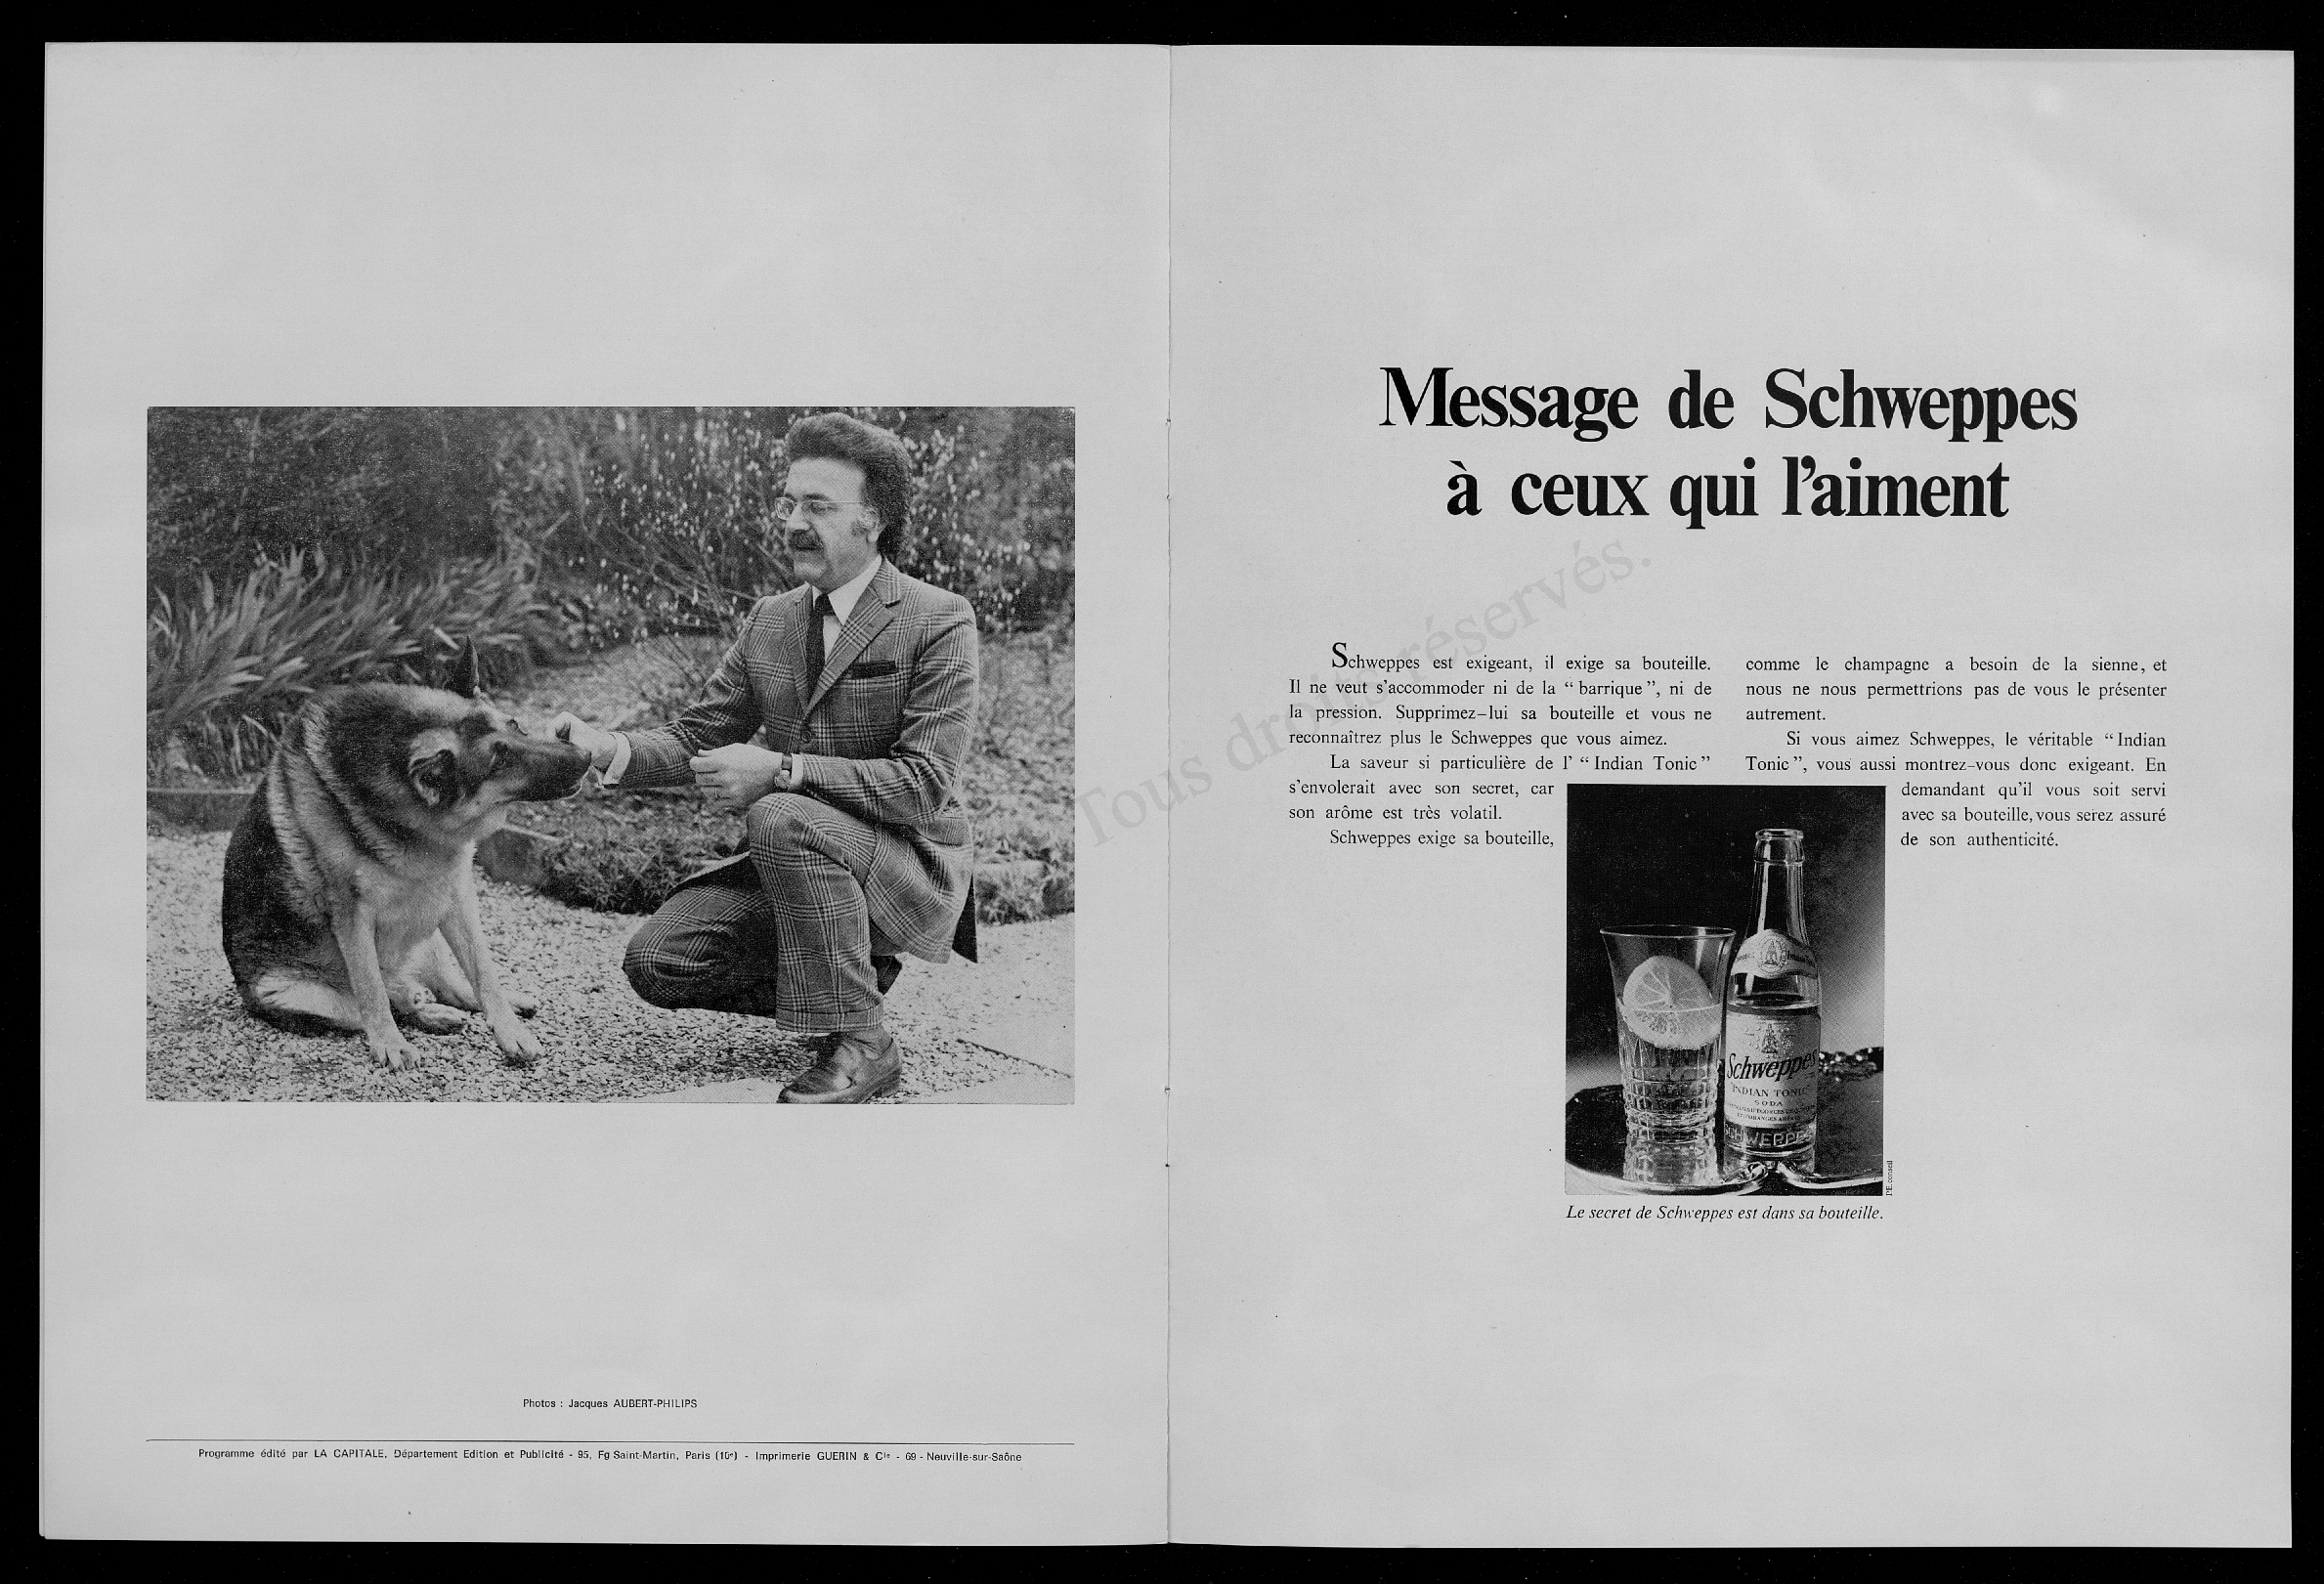 Photos : Jacques AUBERT-PHILIPS
Programme édité par LA CAPITALE, Département Edition et Publicité - 95, Fg Saint-Martin, Paris (10e) - Imprimerie GUERIN & Cie - 69 - Neuville-sur-Saône
Message de Schweppes
à ceux qui l'aiment
Schweppes est exigeant, il exige sa bouteille.
Il ne veut s'accommoder ni de la “ barrique ”, ni de
la pression. Supprimez-lui sa bouteille et vous ne
reconnaîtrez plus le Schweppes que vous aimez.
La saveur si particulière de l' “ Indian Tonic ”
s'envolerait avec son secret, car
son arôme est très volatil.
Schweppes exige sa bouteille,
comme le champagne a besoin de la sienne, et
nous ne nous permettrions pas de vous le présenter
autrement.
Si vous aimez Schweppes, le véritable “ Indian
Tonic ”, vous aussi montrez-vous donc exigeant. En
demandant qu'il vous soit servi
avec sa bouteille, vous serez assuré
de son authenticité.
Schweppes
INDIAN TONIC
SODA
SCHWEPPES
P.E. conseil
Le secret de Schweppes est dans sa bouteille.
Tous droits réservés.